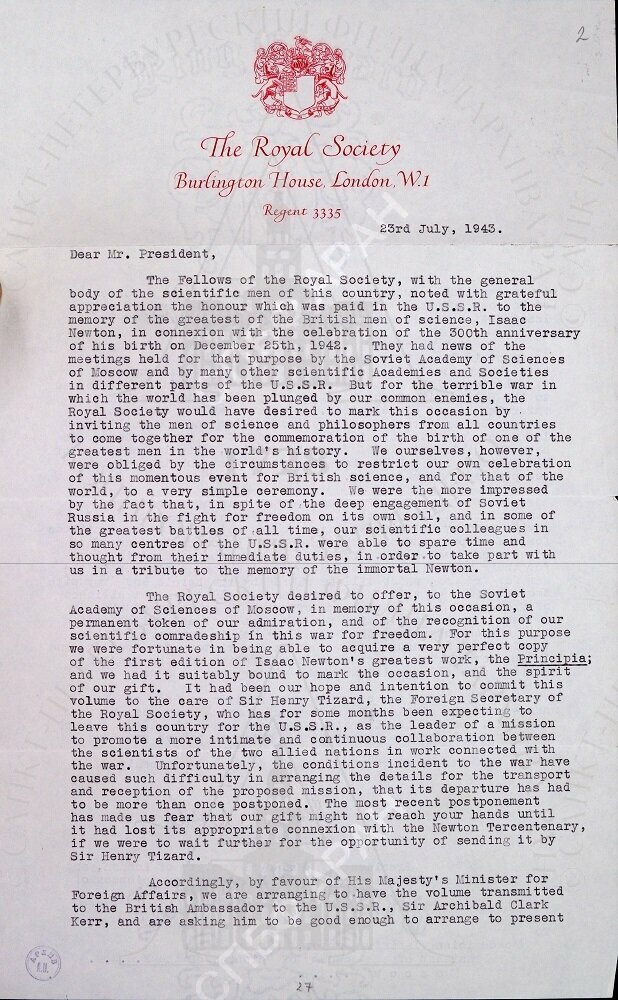 2
The Royal Society
Burlington House, London, W.1
Regent 3335
23rd July, 1943.
Dear Mr. President,
The Fellows of the Royal Society, with the general
body of the scientific men of this country, noted with grateful
appreciation the honour which was paid in the U.S.S.R. to the
memory of the greatest of the British men of science, Isaac
Newton, in connexion with the celebration of the 300th anniversary
of his birth on December 25th, 1942. They had news of the
meetings held for that purpose by the Soviet Academy of Sciences
of Moscow and by many other scientific Academies and Societies
in different parts of the U.S.S.R. But for the terrible war in
which the world has been plunged by our common enemies, the
Royal Society would have desired to mark this occasion by
inviting the men of science and philosophers from all countries
to come together for the commemoration of the birth of one of the
greatest men in the world's history. We ourselves, however,
were obliged by the circumstances to restrict our own celebration
of this momentous event for British science, and for that of the
world, to a very simple ceremony. We were the more impressed
by the fact that, in spite of the deep engagement of Soviet
Russia in the fight for freedom on its own soil, and in some of
the greatest battles of all time, our scientific colleagues in
so many centres of the U.S.S.R. were able to spare time and
thought from their immediate duties, in order to take part with
us in a tribute to the memory of the immortal Newton.
The Royal Society desired to offer, to the Soviet
Academy of Sciences of Moscow, in memory of this occasion, a
permanent token of our admiration, and of the recognition of our
scientific comradeship in this war for freedom. For this purpose
we were fortunate in being able to acquire a very perfect copy
of the first edition of Isaac Newton's greatest work, the Principia;
and we had it suitably bound to mark the occasion, and the spirit
of our gift. It had been our hope and intention to commit this
volume to the care of Sir Henry Tizard, the Foreign Secretary of
the Royal Society, who has for some months been expecting to
leave this country for the U.S.S.R., as the leader of a mission
to promote a more intimate and continuous collaboration between
the scientists of the two allied nations in work connected with
the war. Unfortunately, the conditions incident to the war have
caused such difficulty in arranging the details for the transport
and reception of the proposed mission, that its departure has had
to be more than once postponed. The most recent postponement
has made us fear that our gift might not reach your hands until
it had lost its appropriate connexion with the Newton Tercentenary,
if we were to wait further for the opportunity of sending it by
Sir Henry Tizard.
Accordingly, by favour of His Majesty's Minister for
Foreign Affairs, we are arranging to have the volume transmitted
to the British Ambassador to the U.S.S.R., Sir Archibald Clark
Kerr, and are asking him to be good enough to arrange to present
АРХИВ
А.Н.
27